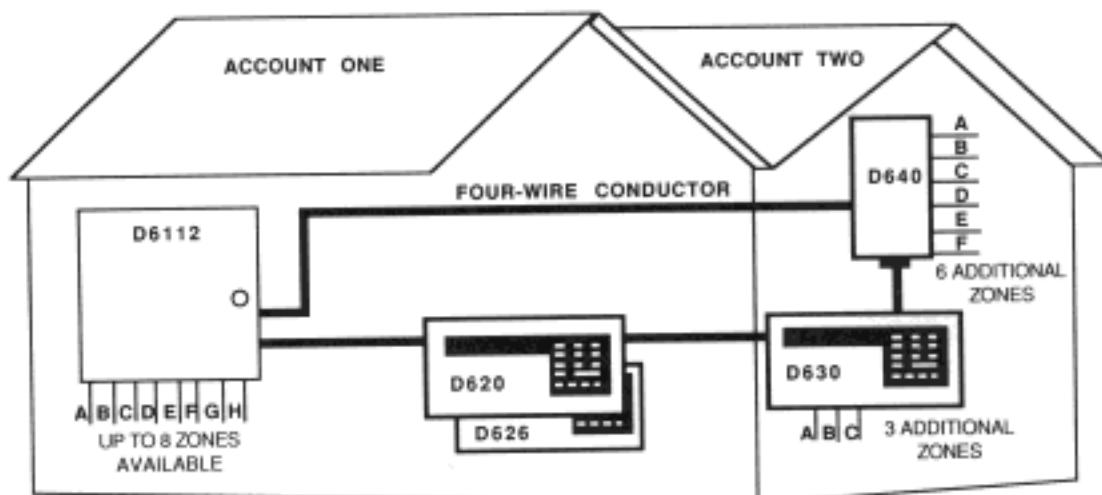 ACCOUNT ONE
ACCOUNT TWO
FOUR-WIRE CONDUCTOR
D6112
A B C D E F G H
UP TO 8 ZONES
AVAILABLE
D620
D626
D640
A
B
C
D
E
F
6 ADDITIONAL
ZONES
D630
A B C
3 ADDITIONAL
ZONES